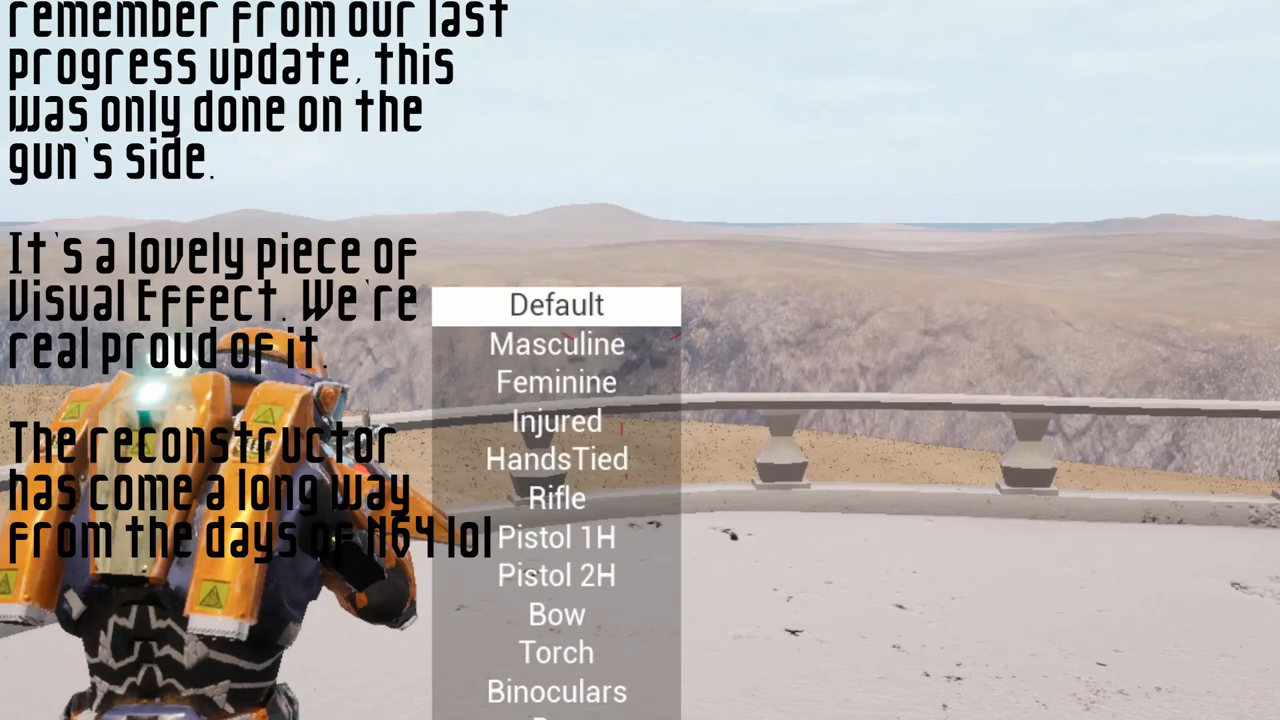 remember from our last
progress update, this
was only done on the
gun's side.
It's a lovely piece of
Visual Effect. We're
real proud of it.
The reconstructor
has come a long way
from the days of N64 lol
Default
Masculine
Feminine
Injured
HandsTied
Rifle
Pistol 1H
Pistol 2H
Bow
Torch
Binoculars